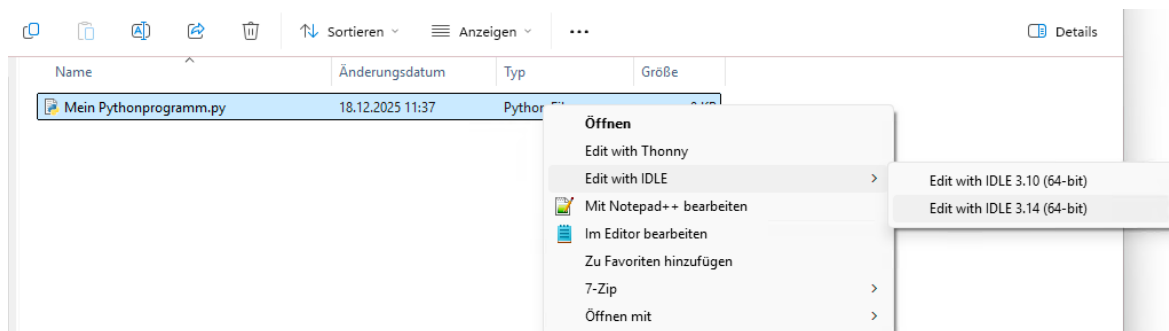 Sortieren Anzeigen ... Details
Name Änderungsdatum Typ Größe
Mein Pythonprogramm.py 18.12.2025 11:37 Python
Öffnen
Edit with Thonny
Edit with IDLE
Edit with IDLE 3.10 (64-bit)
Edit with IDLE 3.14 (64-bit)
Mit Notepad++ bearbeiten
Im Editor bearbeiten
Zu Favoriten hinzufügen
7-Zip
Öffnen mit